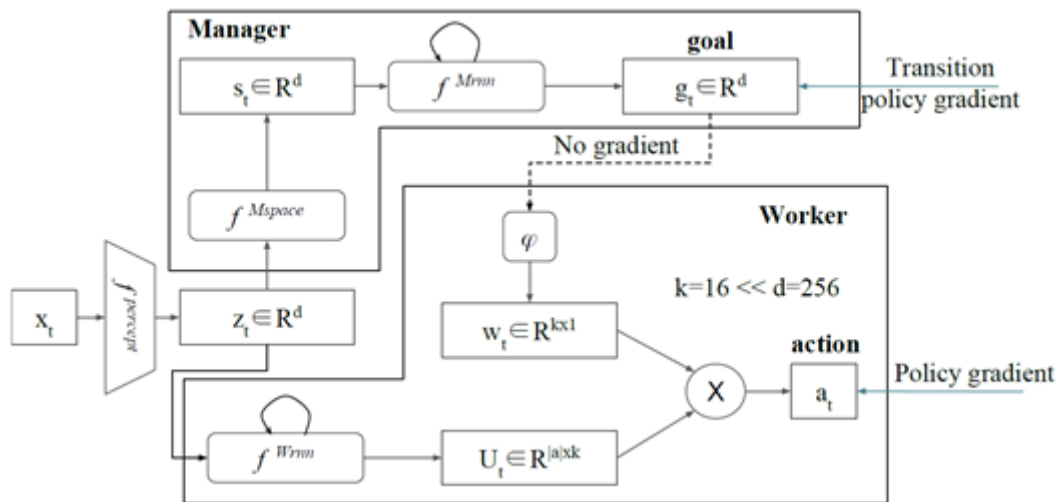 Manager
goal
s_t ∈ R^d
f^Mrnn
g_t ∈ R^d
Transition
policy gradient
No gradient
f^Mspace
Worker
φ
x_t
f^percept
z_t ∈ R^d
k=16 << d=256
w_t ∈ R^kx1
action
X
a_t
Policy gradient
f^Wrnn
U_t ∈ R^|a|xk